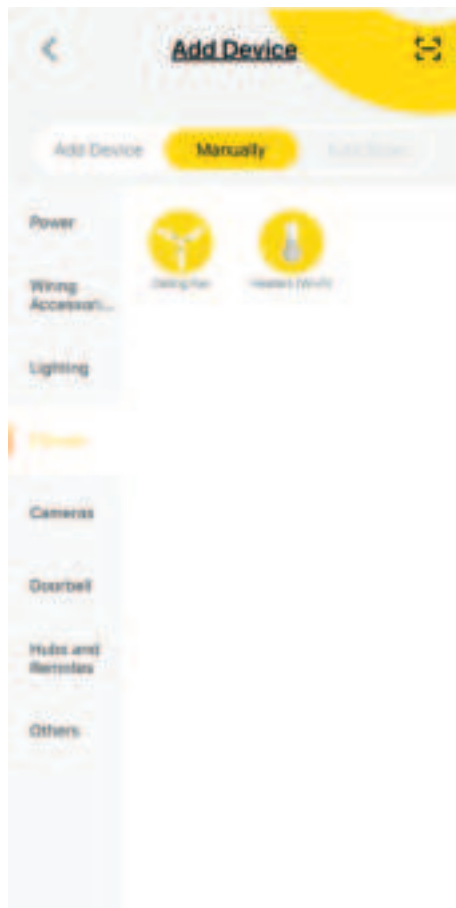 Add Device
Add Device
Manually
Power
Wiring
Accessori...
Lighting
Ceiling Fan
Cameras
Doorbell
Hubs and
Remotes
Others